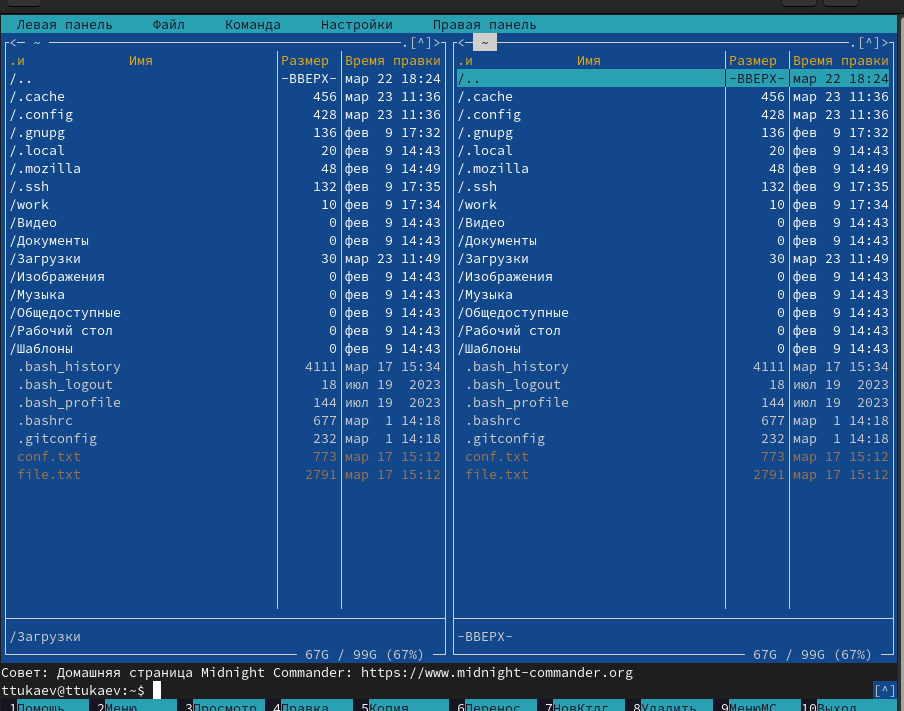 Левая панель Файл Команда Настройки Правая панель
<─ ~ .[^]> <─ ~ .[^]>
.и Имя Размер Время правки .и Имя Размер Время правки
/.. -ВВЕРХ- мар 22 18:24 /.. -ВВЕРХ- мар 22 18:24
/.cache 456 мар 23 11:36 /.cache 456 мар 23 11:36
/.config 428 мар 23 11:36 /.config 428 мар 23 11:36
/.gnupg 136 фев 9 17:32 /.gnupg 136 фев 9 17:32
/.local 20 фев 9 14:43 /.local 20 фев 9 14:43
/.mozilla 48 фев 9 14:49 /.mozilla 48 фев 9 14:49
/.ssh 132 фев 9 17:35 /.ssh 132 фев 9 17:35
/work 10 фев 9 17:34 /work 10 фев 9 17:34
/Видео 0 фев 9 14:43 /Видео 0 фев 9 14:43
/Документы 0 фев 9 14:43 /Документы 0 фев 9 14:43
/Загрузки 30 мар 23 11:49 /Загрузки 30 мар 23 11:49
/Изображения 0 фев 9 14:43 /Изображения 0 фев 9 14:43
/Музыка 0 фев 9 14:43 /Музыка 0 фев 9 14:43
/Общедоступные 0 фев 9 14:43 /Общедоступные 0 фев 9 14:43
/Рабочий стол 0 фев 9 14:43 /Рабочий стол 0 фев 9 14:43
/Шаблоны 0 фев 9 14:43 /Шаблоны 0 фев 9 14:43
.bash_history 4111 мар 17 15:34 .bash_history 4111 мар 17 15:34
.bash_logout 18 июл 19 2023 .bash_logout 18 июл 19 2023
.bash_profile 144 июл 19 2023 .bash_profile 144 июл 19 2023
.bashrc 677 мар 1 14:18 .bashrc 677 мар 1 14:18
.gitconfig 232 мар 1 14:18 .gitconfig 232 мар 1 14:18
conf.txt 773 мар 17 15:12 conf.txt 773 мар 17 15:12
file.txt 2791 мар 17 15:12 file.txt 2791 мар 17 15:12
/Загрузки -ВВЕРХ-
67G / 99G (67%) 67G / 99G (67%)
Совет: Домашняя страница Midnight Commander: https://www.midnight-commander.org
ttukaev@ttukaev:~$ [^]
1Помощь 2Меню 3Просмотр 4Правка 5Копия 6Перенос 7НовКтлг 8Удалить 9МенюMC 10Выход